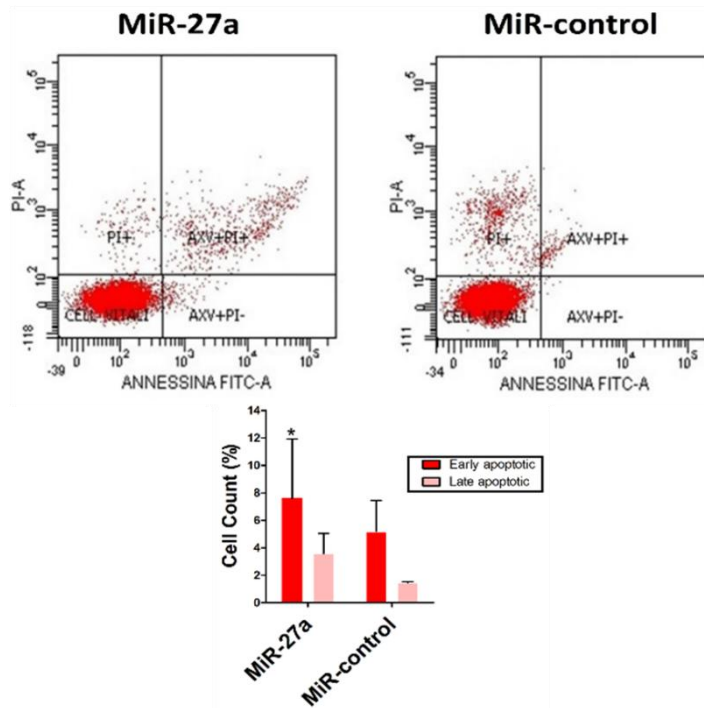 MiR-27a
MiR-control
PI-A
10^5
10^4
10^3
10^2
0
-118
PI+
AXV+PI+
CELL VITALI
AXV+PI-
-39
0
10^2
10^3
10^4
10^5
ANNESSINA FITC-A
PI-A
10^5
10^4
10^3
10^2
0
-111
PI+
AXV+PI+
CELL VITALI
AXV+PI-
-34
0
10^2
10^3
10^4
10^5
ANNESSINA FITC-A
Cell Count (%)
14
12
10
8
6
4
2
0
*
Early apoptotic
Late apoptotic
MiR-27a
MiR-control